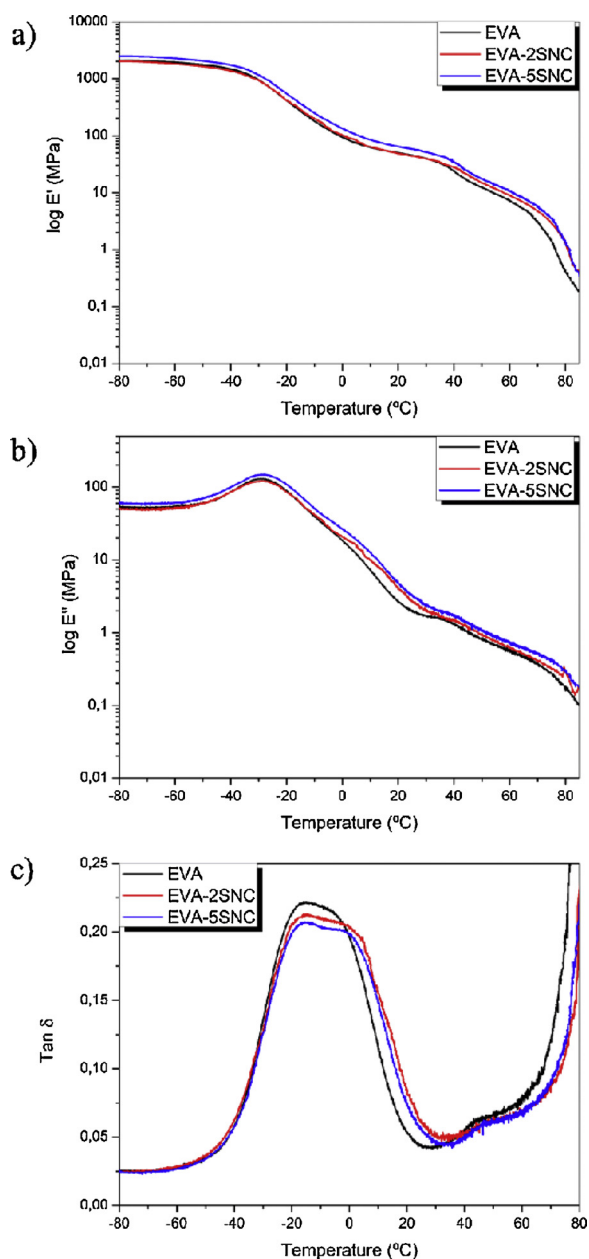 a)
10000
1000
100
10
1
0,1
0,01
log E' (MPa)
EVA
EVA-2SNC
EVA-5SNC
-80 -60 -40 -20 0 20 40 60 80
Temperature (ºC)
b)
100
10
1
0,1
0,01
log E'' (MPa)
EVA
EVA-2SNC
EVA-5SNC
-80 -60 -40 -20 0 20 40 60 80
Temperature (ºC)
c)
0,25
0,20
0,15
0,10
0,05
0,00
Tan δ
EVA
EVA-2SNC
EVA-5SNC
-80 -60 -40 -20 0 20 40 60 80
Temperature (ºC)